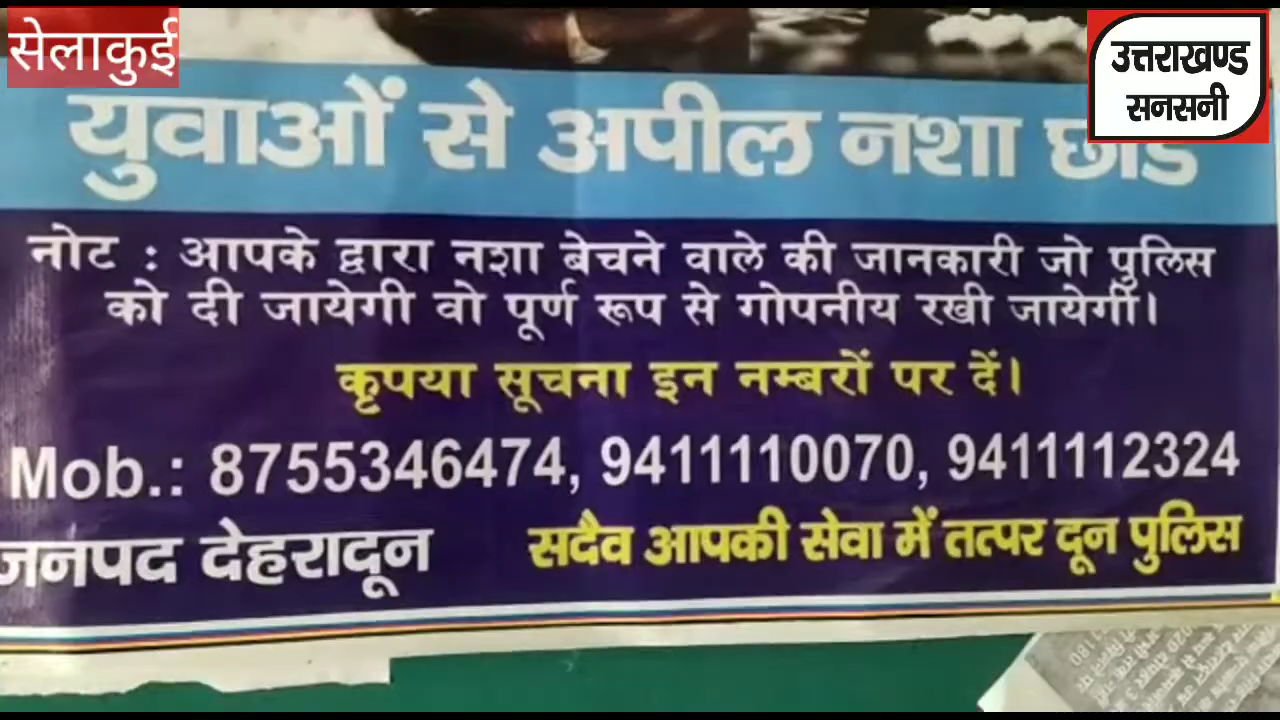 सेलाकुई
उत्तराखण्ड
सनसनी
युवाओं से अपील नशा
नोट : आपके द्वारा नशा बेचने वाले की जानकारी जो पुलिस
को दी जायेगी वो पूर्ण रूप से गोपनीय रखी जायेगी।
कृपया सूचना इन नम्बरों पर दें।
Mob.: 8755346474, 9411110070, 9411112324
जनपद देहरादून सदैव आपकी सेवा में तत्पर दून पुलिस